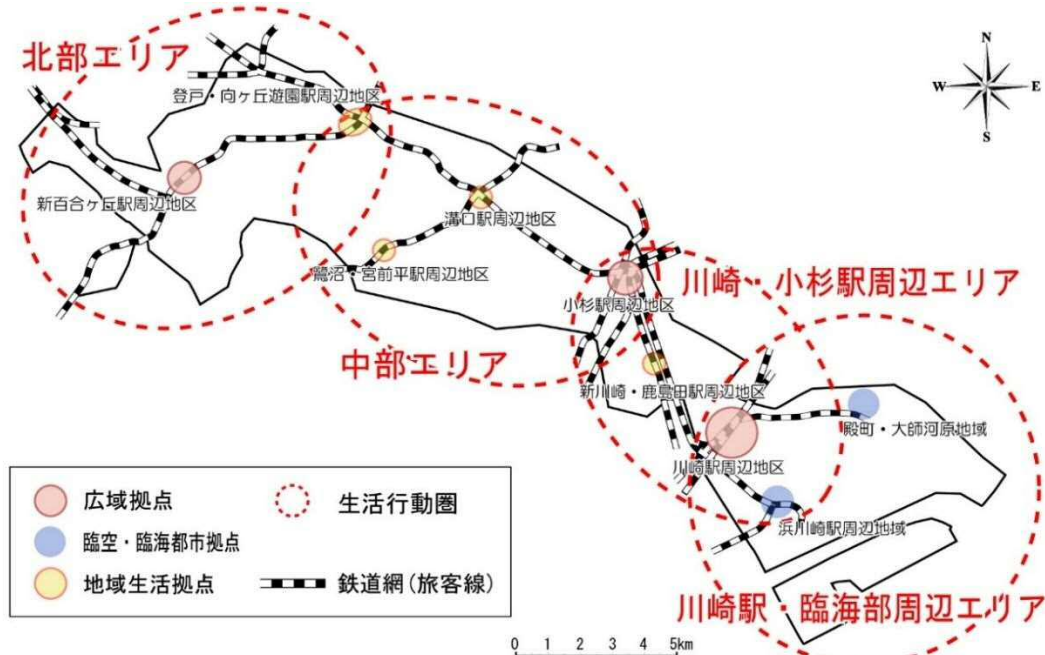 北部エリア
登戸・向ヶ丘遊園駅周辺地区
新百合ヶ丘駅周辺地区
溝口駅周辺地区
鷺沼・宮前平駅周辺地区
中部エリア
小杉駅周辺地区
川崎・小杉駅周辺エリア
新川崎・鹿島田駅周辺地区
殿町・大師河原地域
川崎駅周辺地区
浜川崎駅周辺地域
川崎駅・臨海部周辺エリア
N
W E
S
広域拠点
生活行動圏
臨空・臨海都市拠点
地域生活拠点
鉄道網(旅客線)
0 1 2 3 4 5km